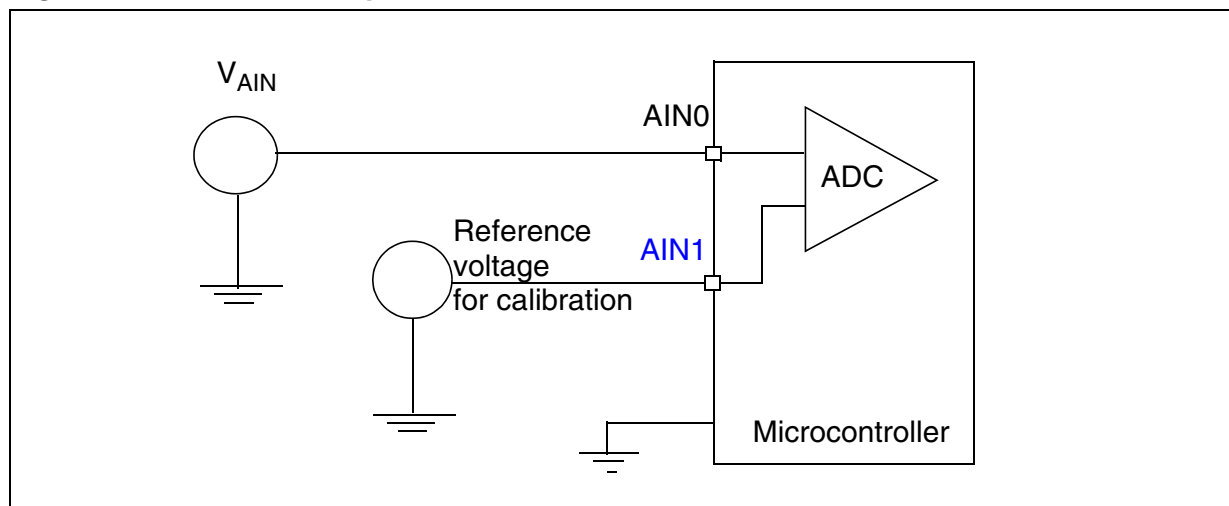 VAIN
AIN0
ADC
Reference
voltage
for calibration
AIN1
Microcontroller